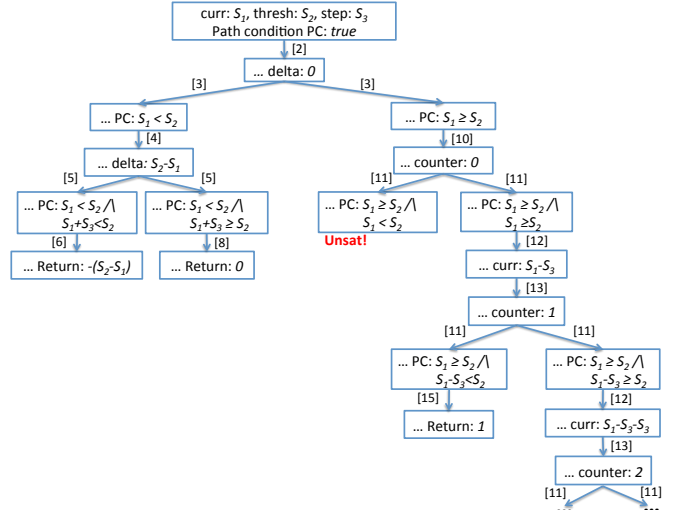 curr: S₁, thresh: S₂, step: S₃
Path condition PC: true
[2]
... delta: 0
[3] [3]
... PC: S₁ < S₂
... PC: S₁ ≥ S₂
[4]
[10]
... delta: S₂-S₁
... counter: 0
[5] [5]
[11] [11]
... PC: S₁ < S₂ /\
S₁+S₃<S₂
... PC: S₁ < S₂ /\
S₁+S₃ ≥ S₂
... PC: S₁ ≥ S₂ /\
S₁ < S₂
Unsat!
... PC: S₁ ≥ S₂ /\
S₁ ≥S₂
[6]
[8]
[12]
... Return: -(S₂-S₁)
... Return: 0
... curr: S₁-S₃
[13]
... counter: 1
[11] [11]
... PC: S₁ ≥ S₂ /\
S₁-S₃<S₂
... PC: S₁ ≥ S₂ /\
S₁-S₃ ≥ S₂
[15]
[12]
... Return: 1
... curr: S₁-S₃-S₃
[13]
... counter: 2
[11] [11]
... ...